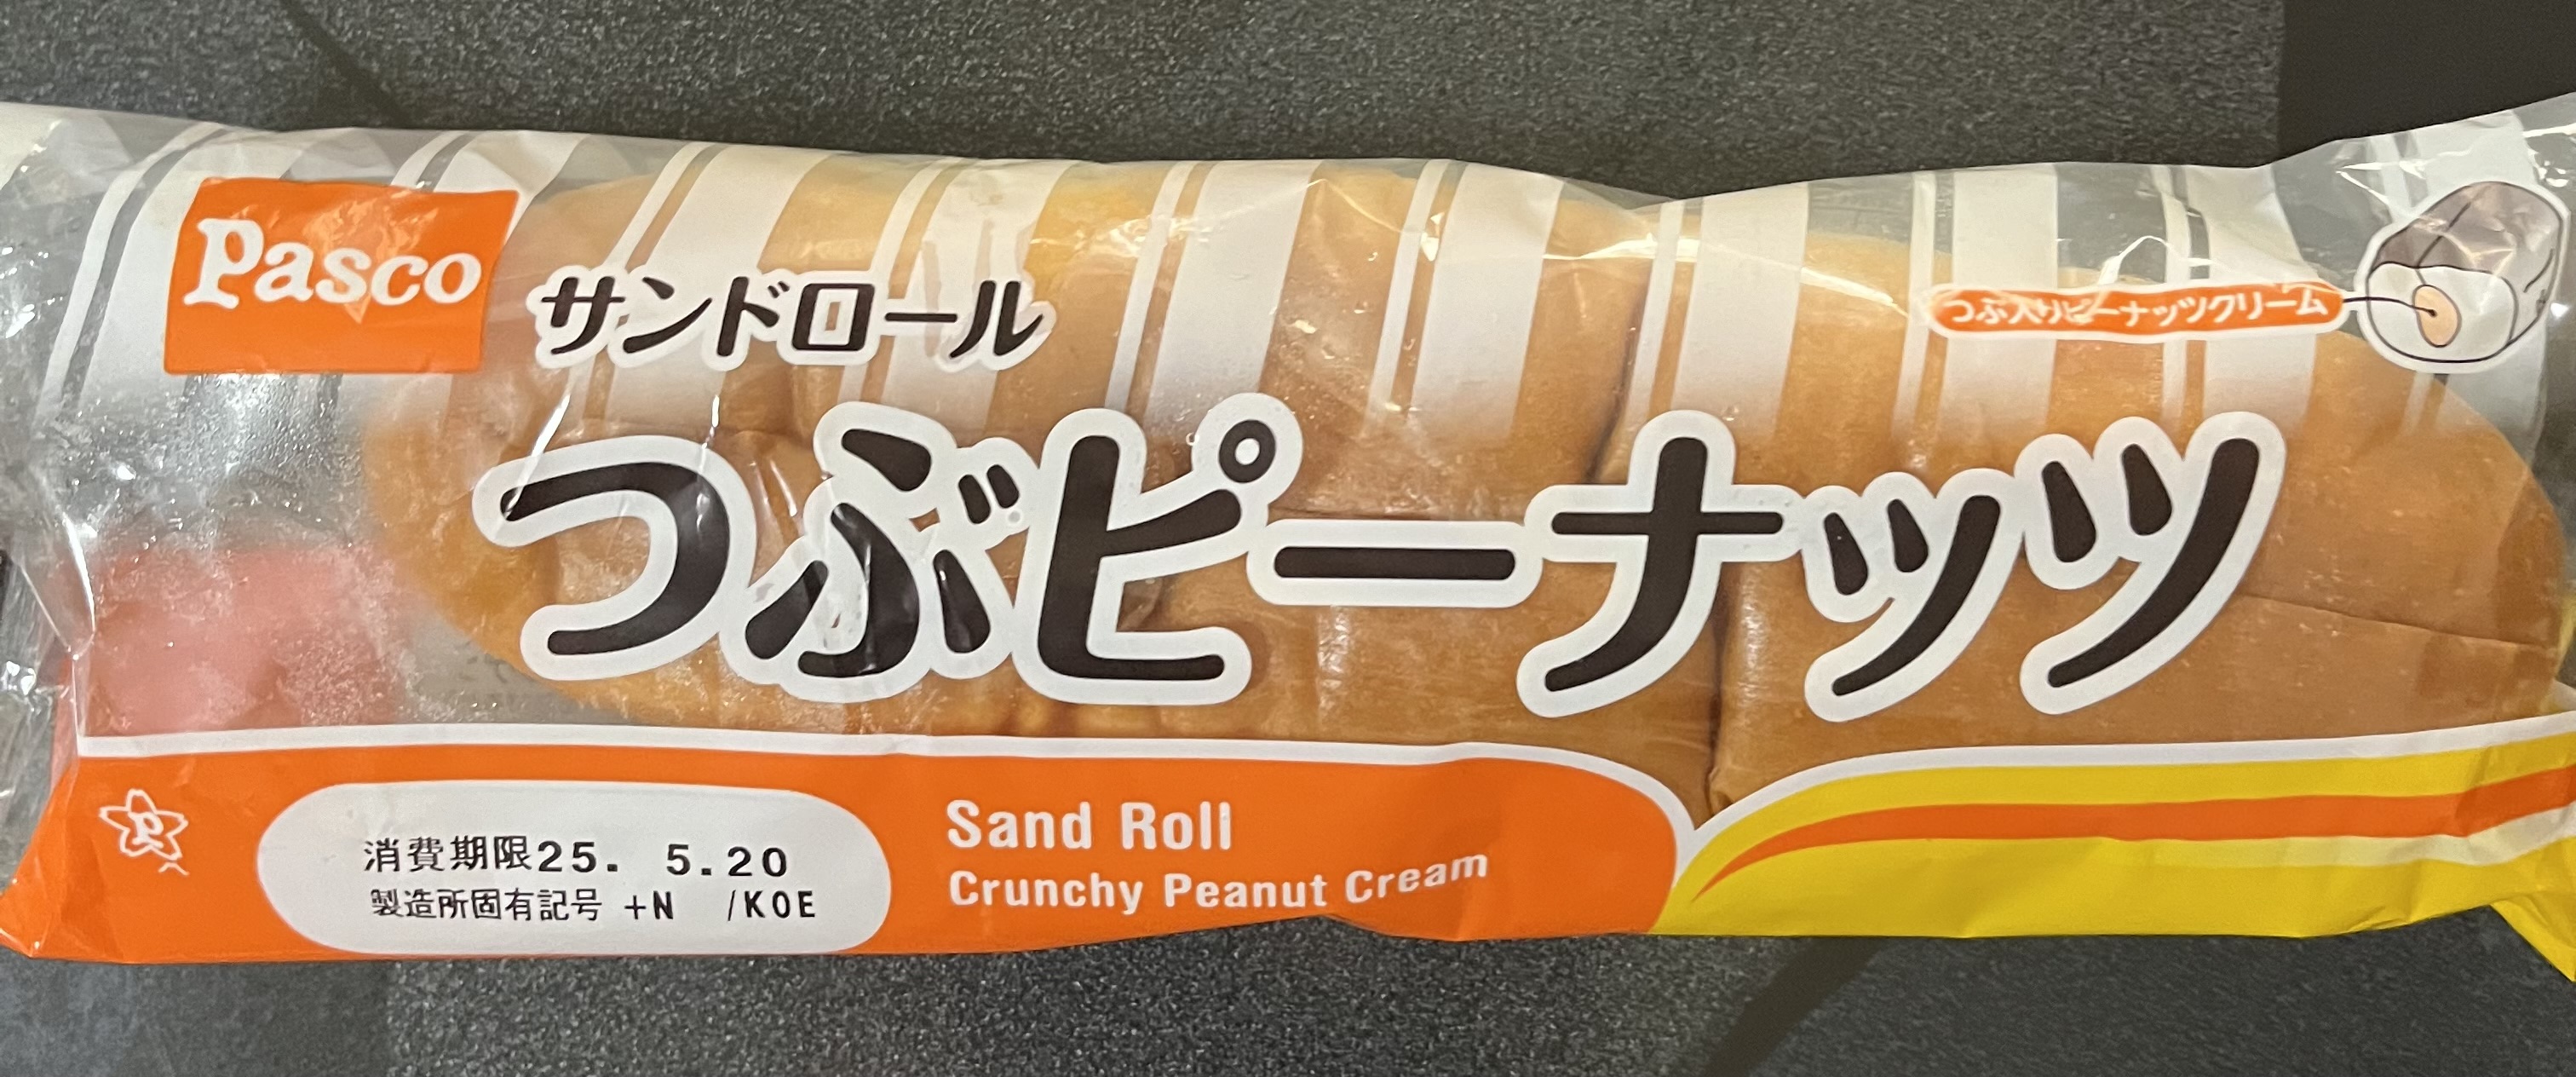 Pasco
サンドロール
つぶ入りピーナッツクリーム
つぶピーナッツ
消費期限25. 5.20
製造所固有記号 +N /KOE
Sand Roll
Crunchy Peanut Cream